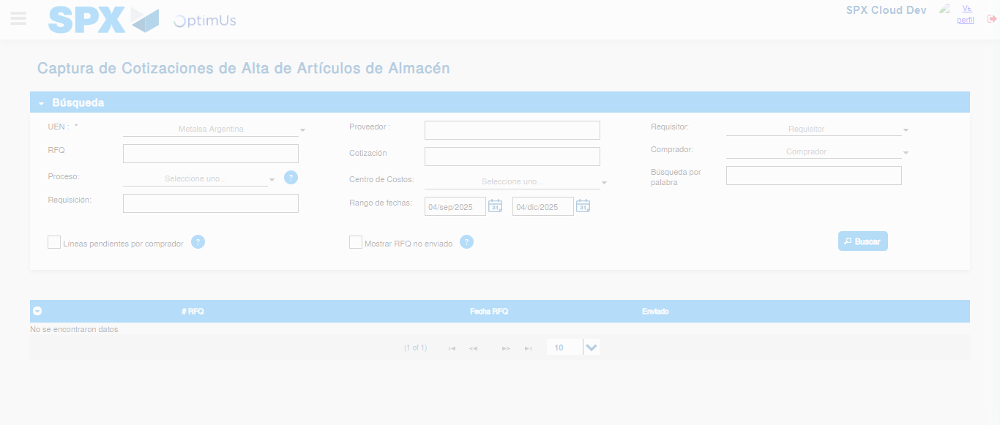 SPX OptimUs
SPX Cloud Dev
Ve
perfil
Captura de Cotizaciones de Alta de Artículos de Almacén
Búsqueda
UEN : * Metalsa Argentina
RFQ
Proceso: Seleccione uno... ?
Requisición:
Proveedor :
Cotización
Centro de Costos: Seleccione uno...
Rango de fechas: 04/sep/2025 31 04/dic/2025 31
Requisitor: Requisitor
Comprador: Comprador
Búsqueda por
palabra
Líneas pendientes por comprador ?
Mostrar RFQ no enviado ?
Buscar
# RFQ Fecha RFQ Enviado
No se encontraron datos
(1 of 1) 10